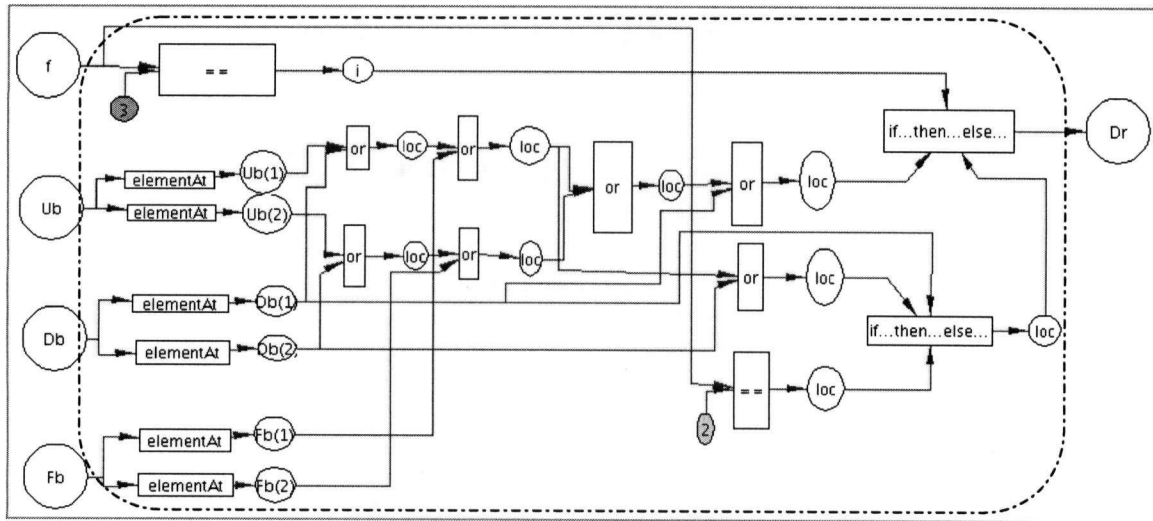 f
==
i
3
if...then...else...
Dr
Ub
elementAt
Ub(1)
elementAt
Ub(2)
or
loc
or
loc
or
loc
or
loc
or
loc
or
loc
or
loc
Db
elementAt
Db(1)
elementAt
Db(2)
if...then...else...
loc
==
loc
2
Fb
elementAt
Fb(1)
elementAt
Fb(2)